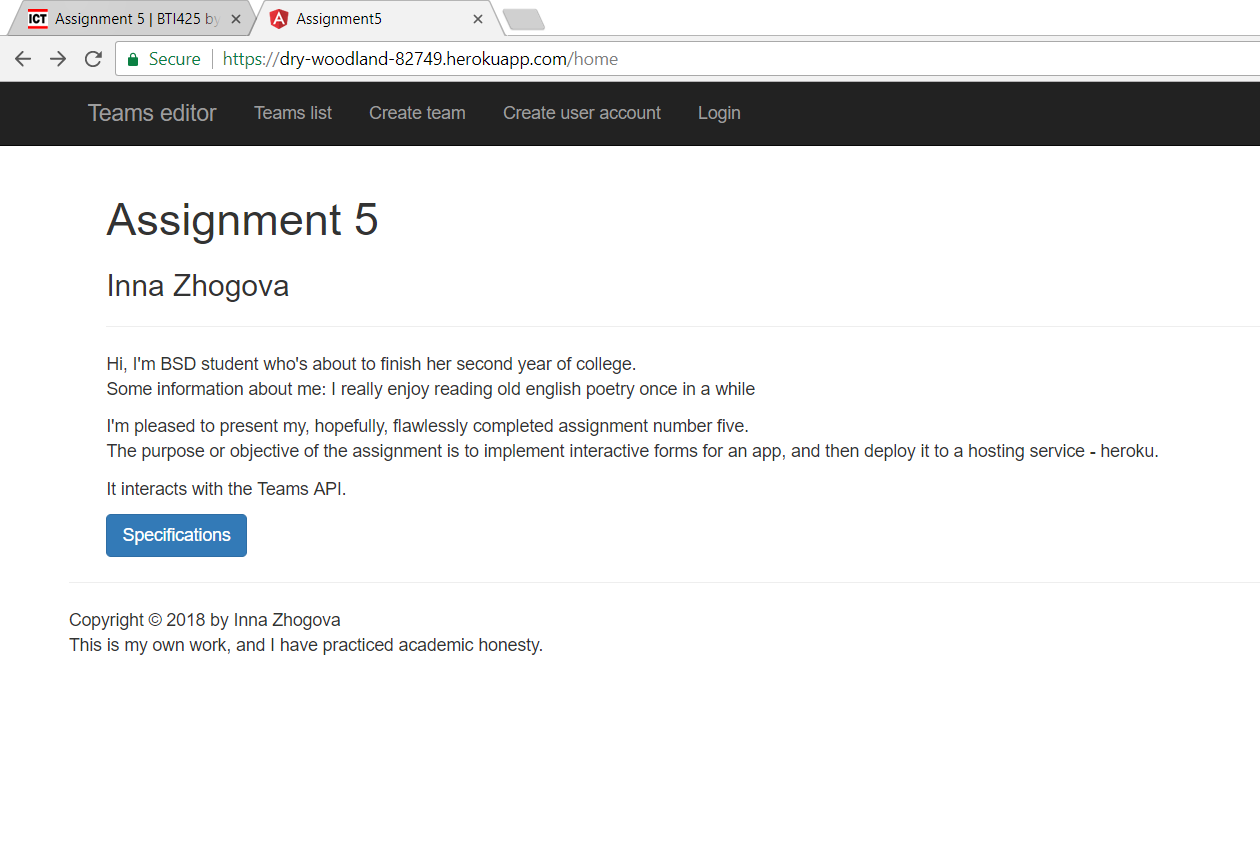 ICT Assignment 5 | BTI425 by
Assignment5
Secure https://dry-woodland-82749.herokuapp.com/home
Teams editor Teams list Create team Create user account Login
Assignment 5
Inna Zhogova
Hi, I'm BSD student who's about to finish her second year of college.
Some information about me: I really enjoy reading old english poetry once in a while
I'm pleased to present my, hopefully, flawlessly completed assignment number five.
The purpose or objective of the assignment is to implement interactive forms for an app, and then deploy it to a hosting service - heroku.
It interacts with the Teams API.
Specifications
Copyright © 2018 by Inna Zhogova
This is my own work, and I have practiced academic honesty.